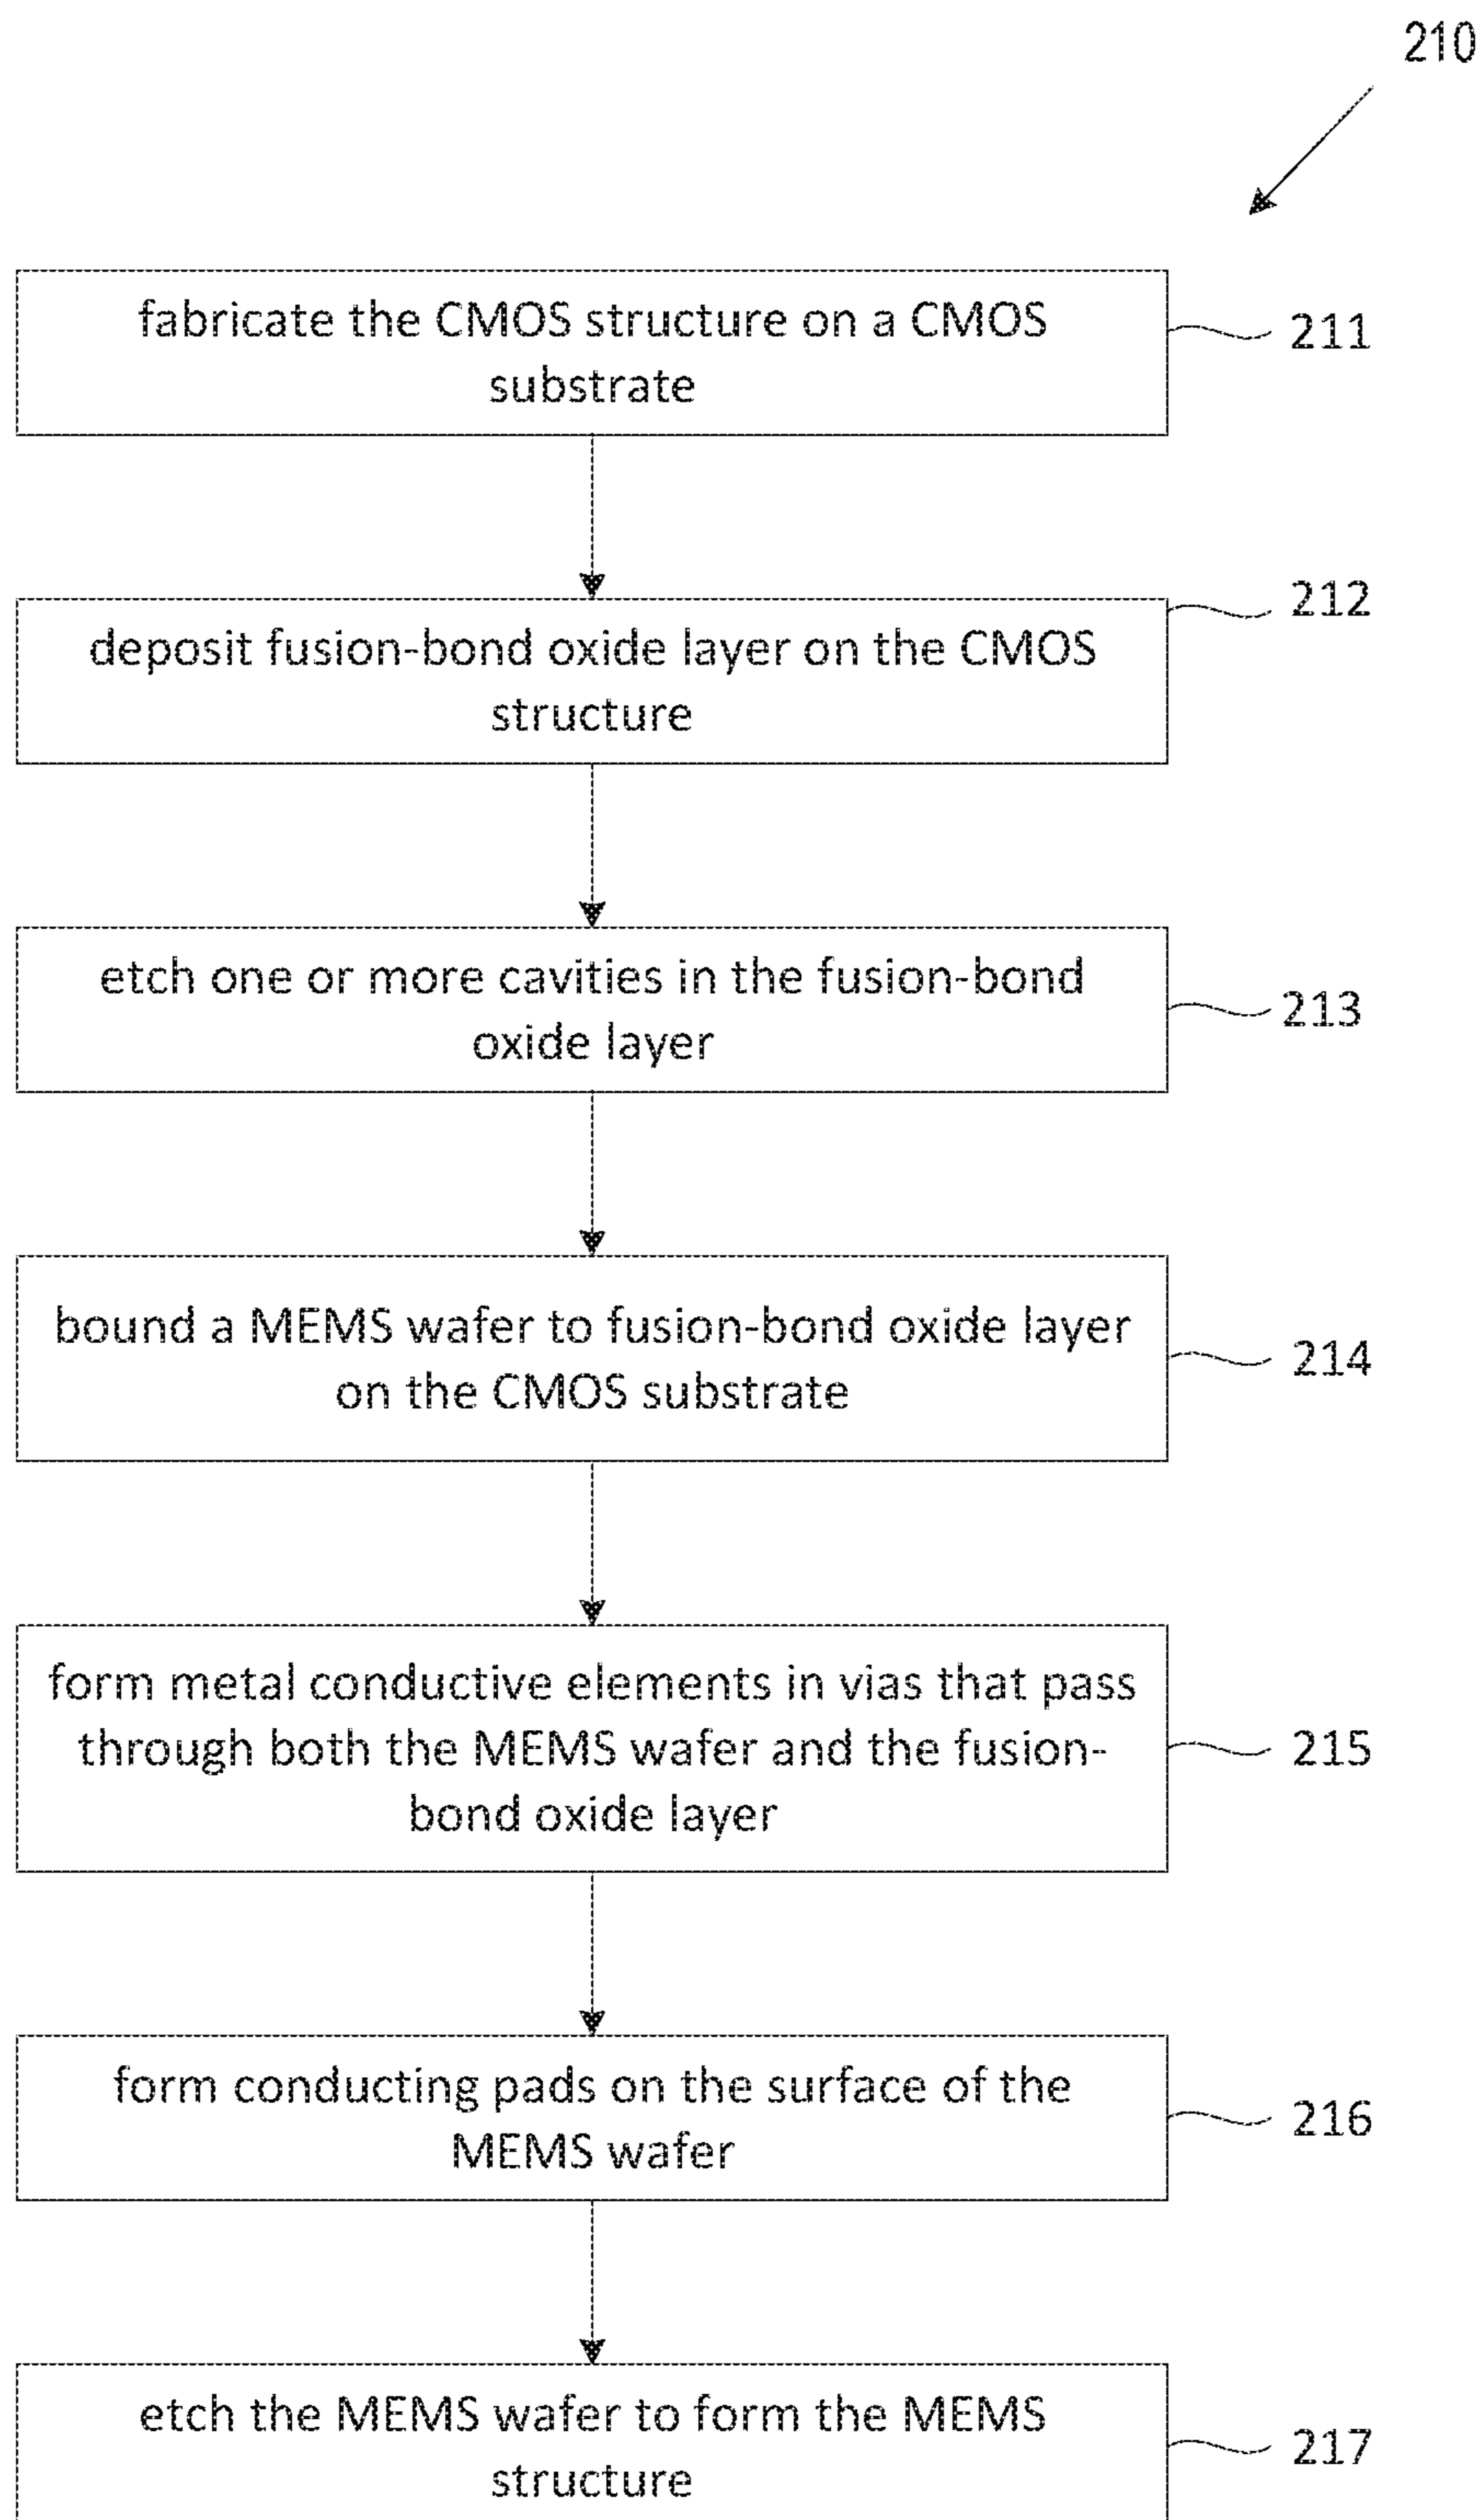 210
fabricate the CMOS structure on a CMOS
substrate
211
deposit fusion-bond oxide layer on the CMOS
structure
212
etch one or more cavities in the fusion-bond
oxide layer
213
bound a MEMS wafer to fusion-bond oxide layer
on the CMOS substrate
214
form metal conductive elements in vias that pass
through both the MEMS wafer and the fusion-
bond oxide layer
215
form conducting pads on the surface of the
MEMS wafer
216
etch the MEMS wafer to form the MEMS
structure
217